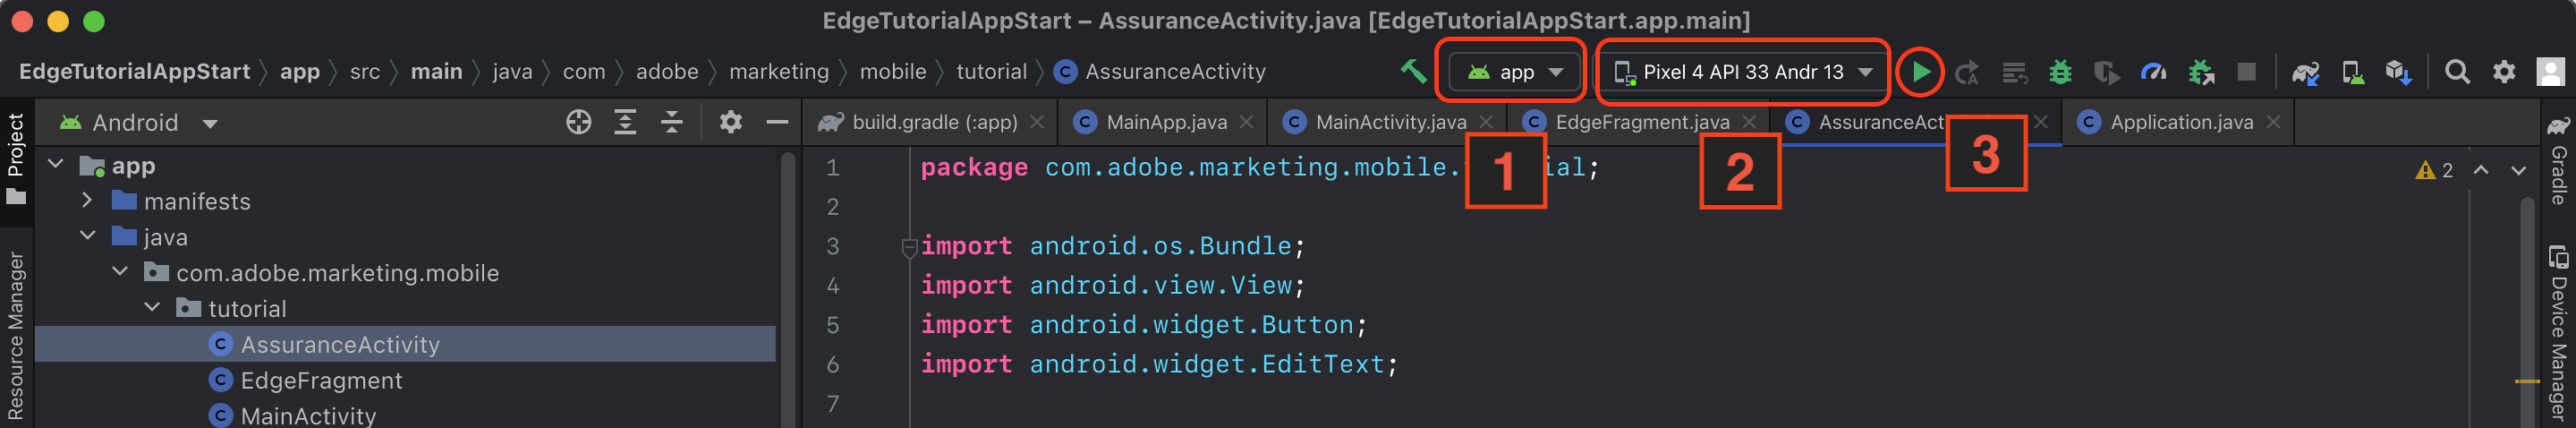 EdgeTutorialAppStart – AssuranceActivity.java [EdgeTutorialAppStart.app.main]
EdgeTutorialAppStart 〉 app 〉 src 〉 main 〉 java 〉 com 〉 adobe 〉 marketing 〉 mobile 〉 tutorial 〉 C AssuranceActivity
app
Pixel 4 API 33 Andr 13
Project
Resource Manager
Android
build.gradle (:app)
C MainApp.java
C MainActivity.java
C EdgeFragment.java
C AssuranceAct
C Application.java
1
2
3
app
manifests
java
com.adobe.marketing.mobile
tutorial
C AssuranceActivity
C EdgeFragment
C MainActivity
1 package com.adobe.marketing.mobile. ial;
2
3 import android.os.Bundle;
4 import android.view.View;
5 import android.widget.Button;
6 import android.widget.EditText;
7
2
Gradle
Device Manager